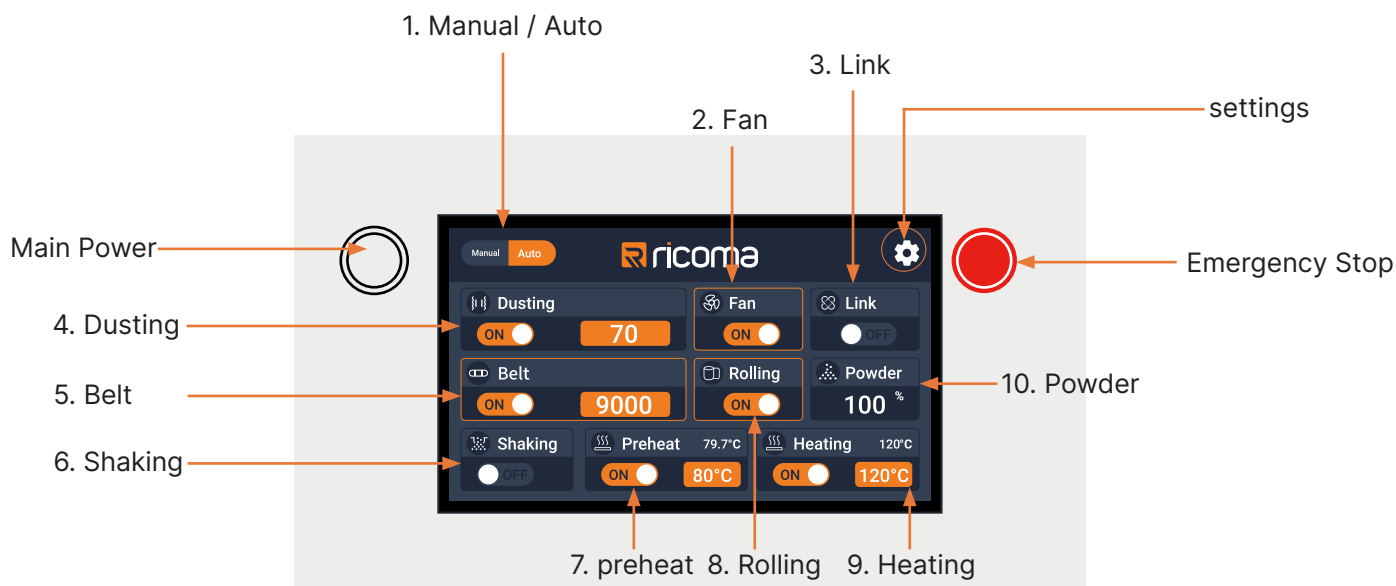 1. Manual / Auto
3. Link
settings
2. Fan
Main Power
Manual Auto
ricoma
Emergency Stop
4. Dusting
Dusting
ON 70
Fan
ON
Link
OFF
5. Belt
Belt
ON 9000
Rolling
ON
Powder
100 %
10. Powder
6. Shaking
Shaking
OFF
Preheat 79.7°C
ON 80°C
Heating 120°C
ON 120°C
7. preheat
8. Rolling
9. Heating